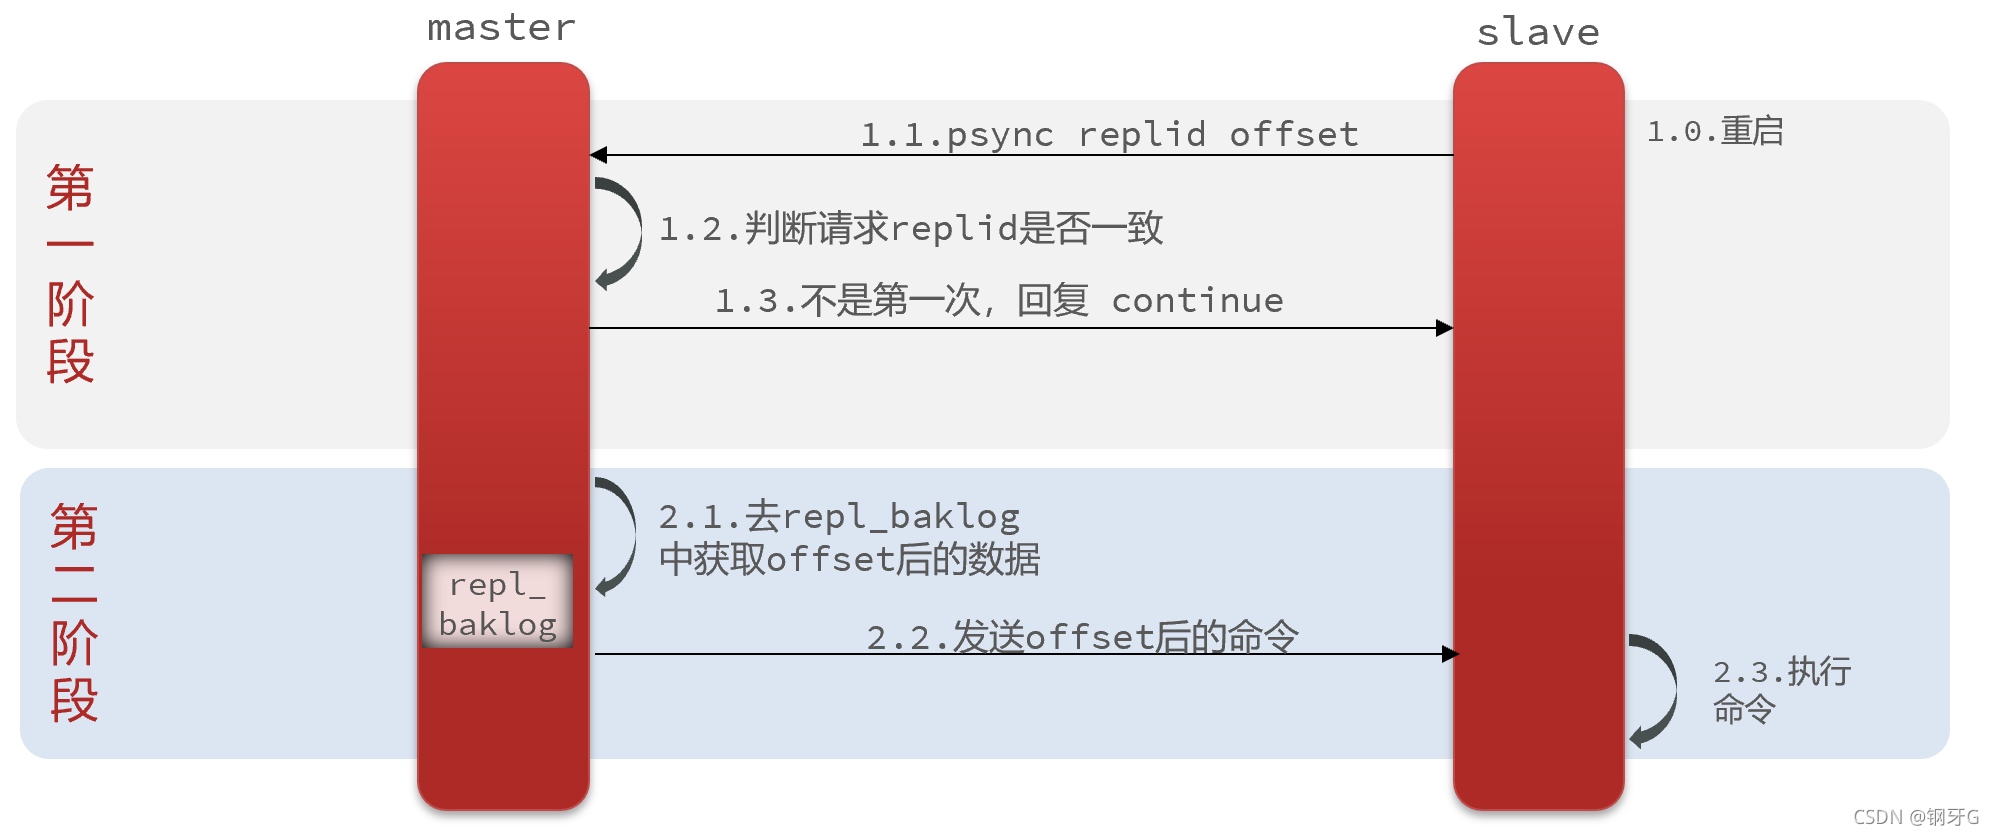 master
slave
第一阶段
1.0.重启
1.1.psync replid offset
1.2.判断请求replid是否一致
1.3.不是第一次，回复 continue
第二阶段
2.1.去repl_baklog
中获取offset后的数据
repl_
baklog
2.2.发送offset后的命令
2.3.执行
命令
CSDN @钢牙G